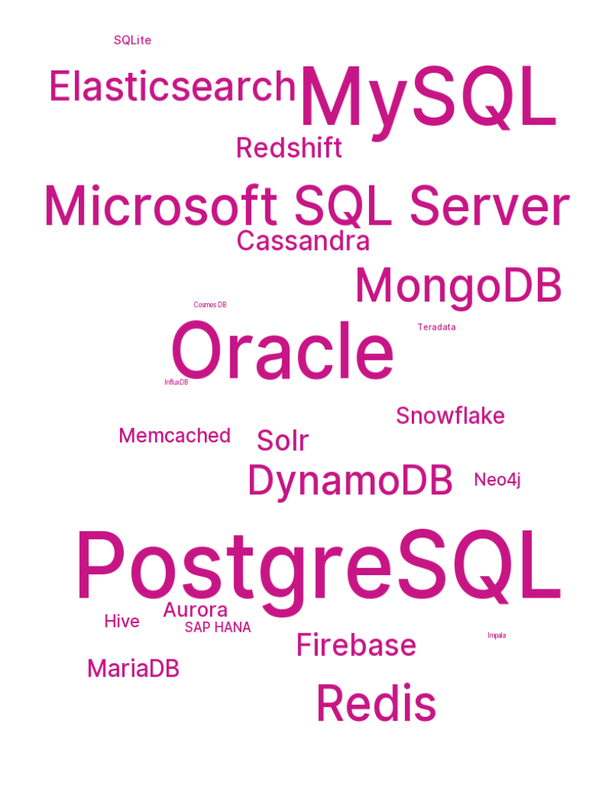 SQLite
Elasticsearch
MySQL
Redshift
Microsoft SQL Server
Cassandra
MongoDB
Cosmos DB
Teradata
Oracle
InfluxDB
Snowflake
Memcached
Solr
DynamoDB
Neo4j
PostgreSQL
Aurora
Hive
SAP HANA
Impala
Firebase
MariaDB
Redis